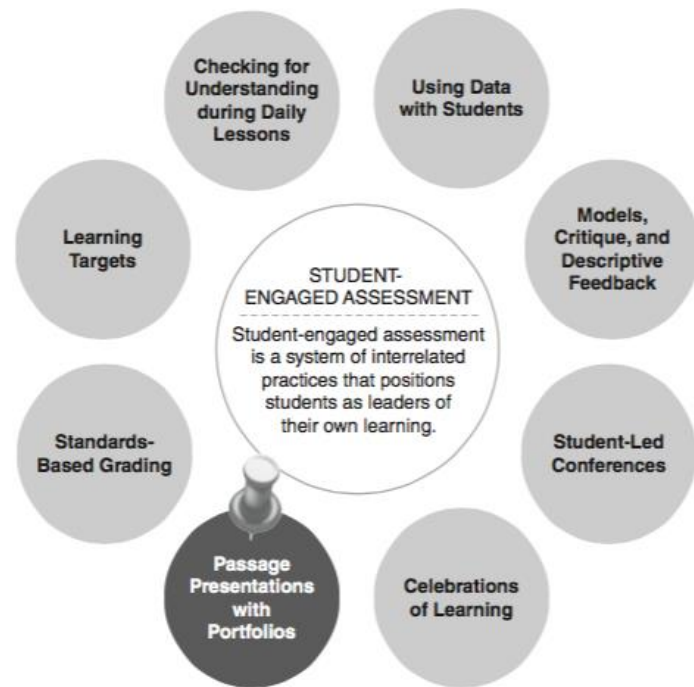 Checking for
Understanding
during Daily
Lessons
Using Data
with Students
Learning
Targets
Models,
Critique, and
Descriptive
Feedback
STUDENT-
ENGAGED ASSESSMENT
Student-engaged assessment
is a system of interrelated
practices that positions
students as leaders of
their own learning.
Standards-
Based Grading
Student-Led
Conferences
Passage
Presentations
with
Portfolios
Celebrations
of Learning